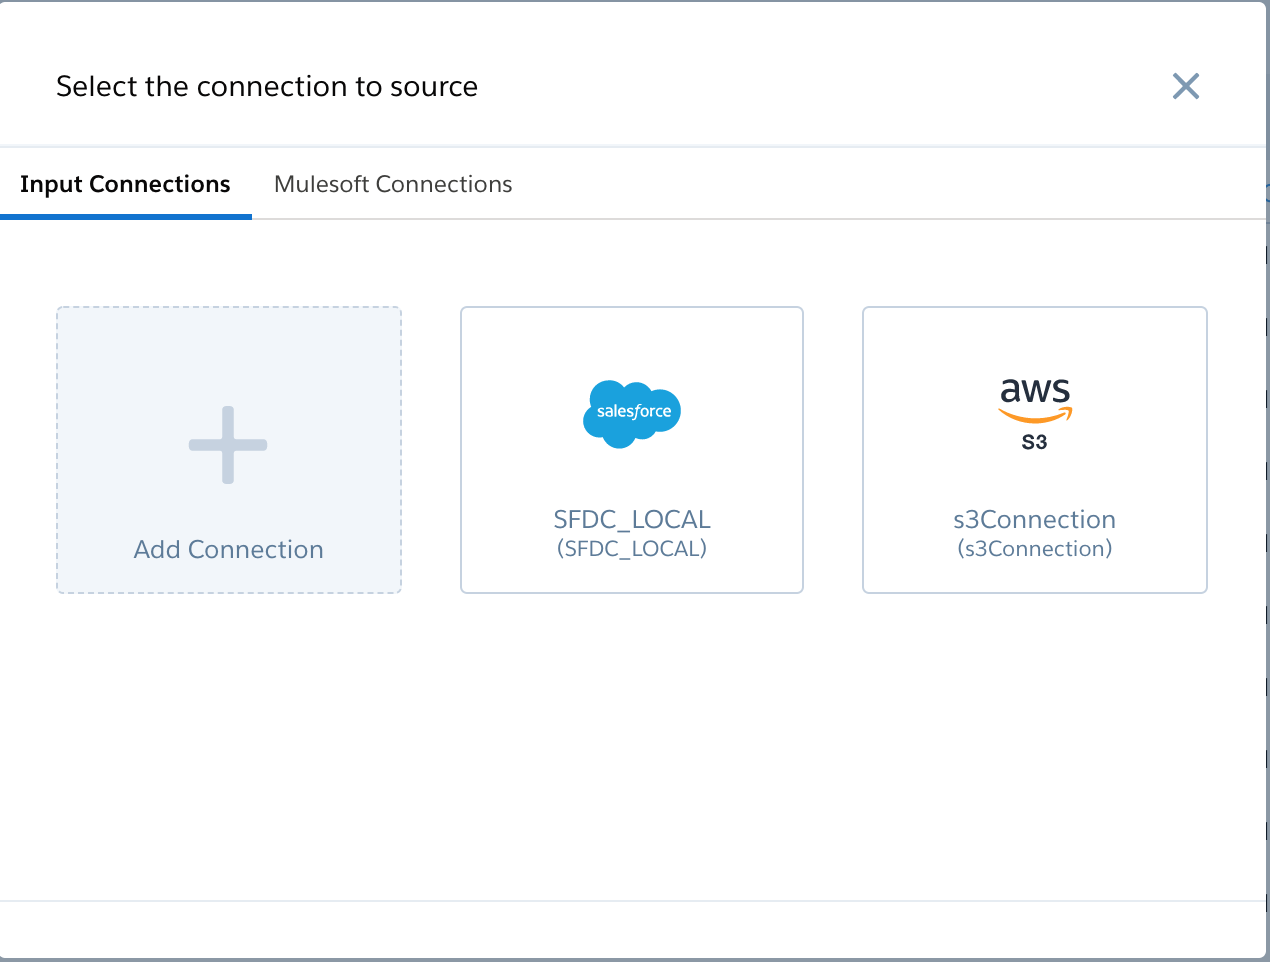 Select the connection to source
Input Connections
Mulesoft Connections
Add Connection
salesforce
SFDC_LOCAL
(SFDC_LOCAL)
aws
S3
s3Connection
(s3Connection)